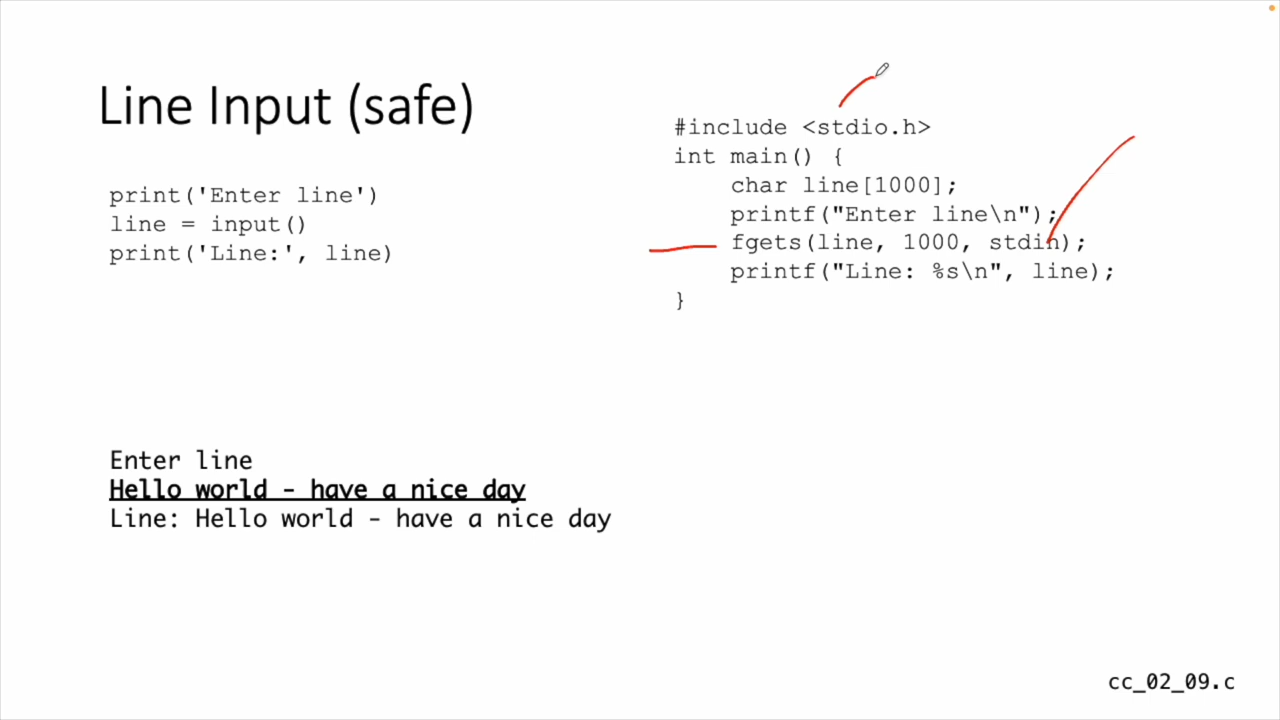 Line Input (safe)
print('Enter line')
line = input()
print('Line:', line)
#include <stdio.h>
int main() {
    char line[1000];
    printf("Enter line\n");
    fgets(line, 1000, stdin);
    printf("Line: %s\n", line);
}
Enter line
Hello world - have a nice day
Line: Hello world - have a nice day
cc_02_09.c